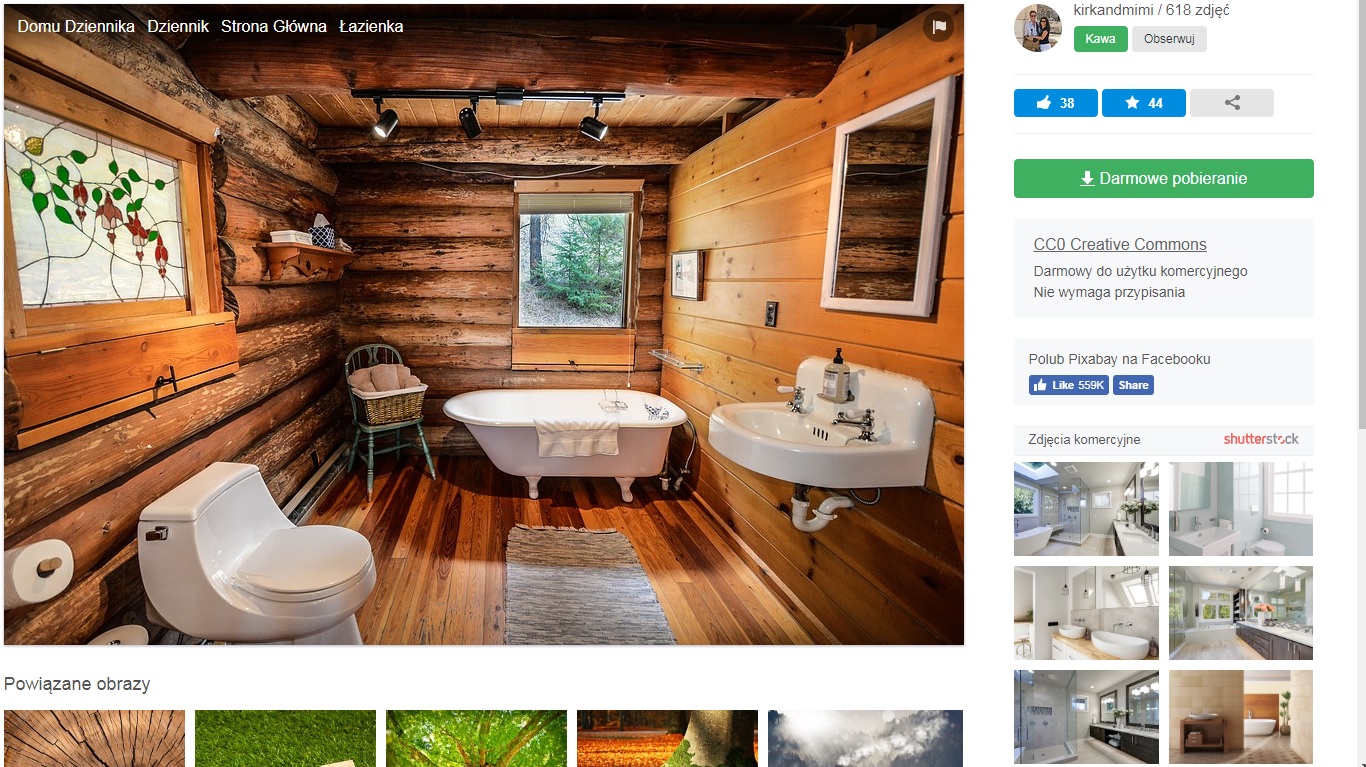 Domu Dziennika Dziennik Strona Główna Łazienka
kirkandmimi / 618 zdjęć
Kawa Obserwuj
38 44
Darmowe pobieranie
CC0 Creative Commons
Darmowy do użytku komercyjnego
Nie wymaga przypisania
Polub Pixabay na Facebooku
Like 559K Share
Zdjęcia komercyjne shutterstock
Powiązane obrazy